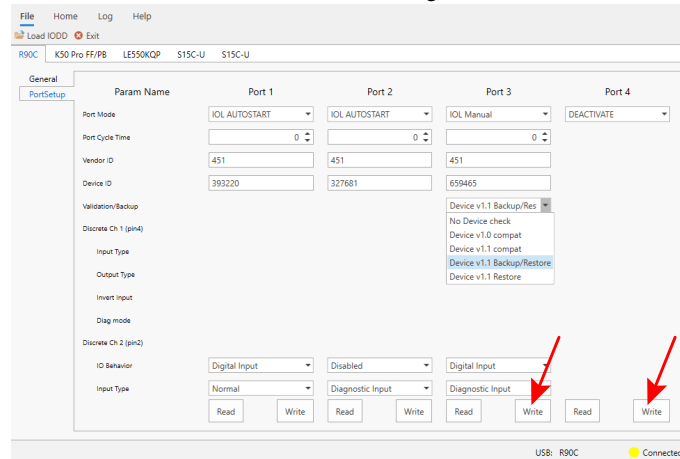 File Home Log Help
Load IODD Exit
R90C K50 Pro FF/PB LE550KQP S15C-U S15C-U
General
PortSetup
Param Name Port 1 Port 2 Port 3 Port 4
Port Mode IOL AUTOSTART IOL AUTOSTART IOL Manual DEACTIVATE
Port Cycle Time 0 0 0
Vendor ID 451 451 451
Device ID 393220 327681 659465
Validation/Backup Device v1.1 Backup/Res
No Device check
Discrete Ch 1 (pin4)
Device v1.0 compat
Input Type Device v1.1 compat
Device v1.1 Backup/Restore
Output Type Device v1.1 Restore
Invert Input
Diag mode
Discrete Ch 2 (pin2)
IO Behavior Digital Input Disabled Digital Input
Input Type Normal Diagnostic Input Diagnostic Input
Read Write Read Write Read Write Read Write
USB: R90C Connected